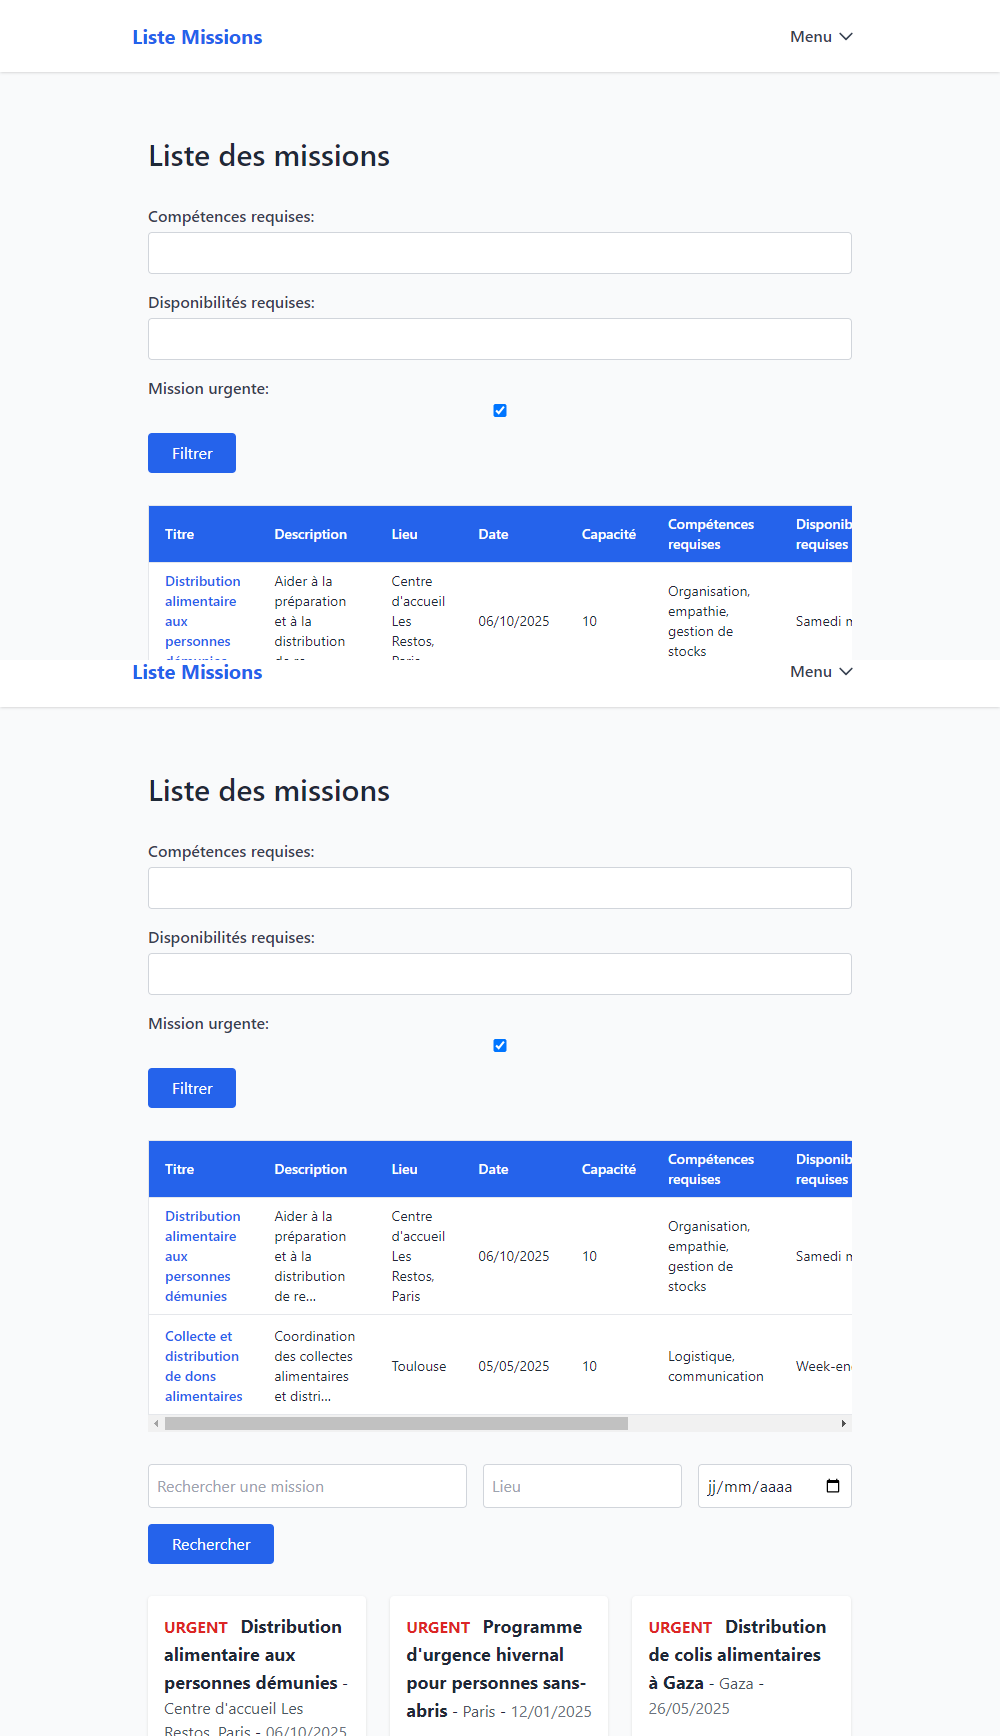 Liste Missions
Menu
Liste des missions
Compétences requises:
Disponibilités requises:
Mission urgente:
Filtrer
Titre Description Lieu Date Capacité Compétences requises Disponib requises
Distribution alimentaire aux personnes démunies
Aider à la préparation et à la distribution de re...
Centre d'accueil Les Restos, Paris
06/10/2025
10
Organisation, empathie, gestion de stocks
Samedi m
Liste Missions
Menu
Liste des missions
Compétences requises:
Disponibilités requises:
Mission urgente:
Filtrer
Titre Description Lieu Date Capacité Compétences requises Disponib requises
Distribution alimentaire aux personnes démunies
Aider à la préparation et à la distribution de re...
Centre d'accueil Les Restos, Paris
06/10/2025
10
Organisation, empathie, gestion de stocks
Samedi m
Collecte et distribution de dons alimentaires
Coordination des collectes alimentaires et distri...
Toulouse
05/05/2025
10
Logistique, communication
Week-en
Rechercher une mission
Lieu
jj/mm/aaaa
Rechercher
URGENT Distribution
alimentaire aux
personnes démunies -
Centre d'accueil Les
Restos, Paris - 06/10/2025
URGENT Programme
d'urgence hivernal
pour personnes sans-
abris - Paris - 12/01/2025
URGENT Distribution
de colis alimentaires
à Gaza - Gaza -
26/05/2025